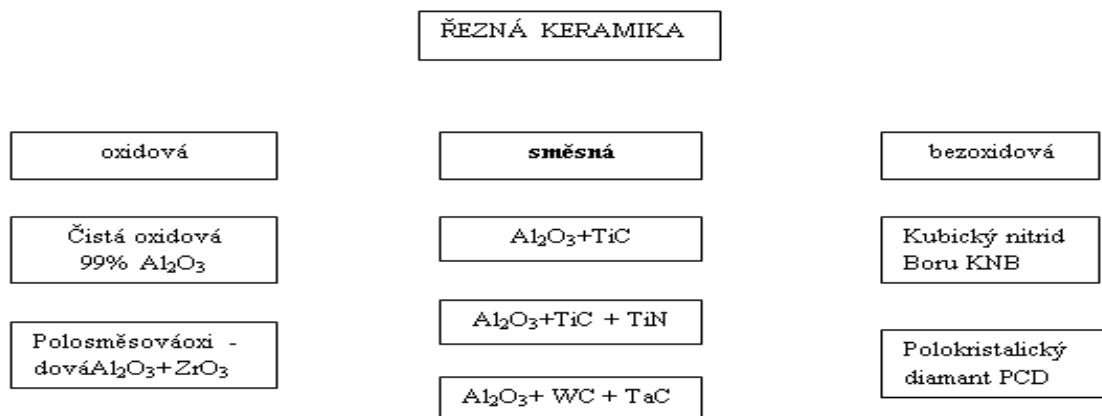 ŘEZNÁ KERAMIKA
oxidová
směsná
bezoxidová
Čistá oxidová
99% Al₂O₃
Al₂O₃+TiC
Kubický nitrid
Boru KNB
Polosměsováoxi -
dováAl₂O₃+ZrO₃
Al₂O₃+TiC + TiN
Polokristalický
diamant PCD
Al₂O₃+ WC + TaC